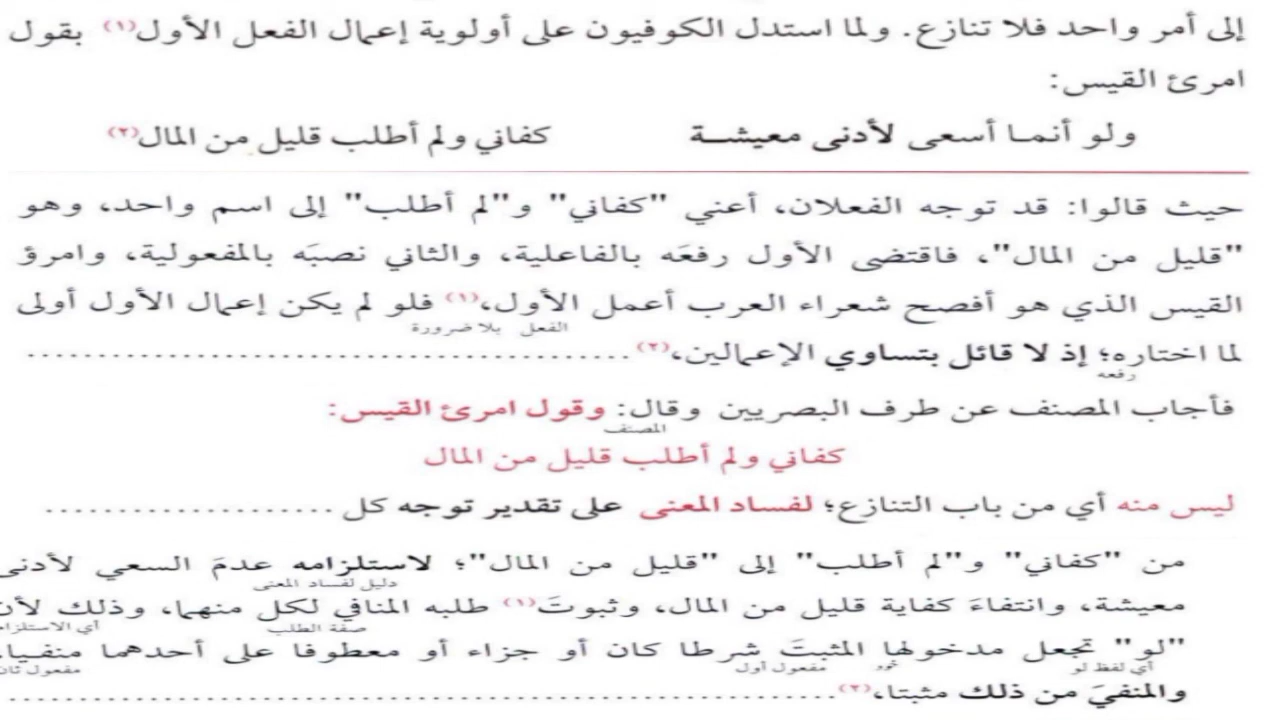 إلى أمر واحد فلا تنازع. ولما استدل الكوفيون على أولوية إعمال الفعل الأول(١) بقول
امرئ القيس:
ولو أنما أسعى لأدنى معيشة كفاني ولم أطلب قليل من المال(٢)
حيث قالوا: قد توجه الفعلان، أعني "كفاني" و"لم أطلب" إلى اسم واحد، وهو
"قليل من المال"، فاقتضى الأول رفعَه بالفاعلية، والثاني نصبَه بالمفعولية، وامرؤ
القيس الذي هو أفصح شعراء العرب أعمل الأول،(١) فلو لم يكن إعمال الأول أولى
الفعل بلا ضرورة
لما اختاره؛ إذ لا قائل بتساوي الإعمالين،(٢) ..........................................
رفعه
فأجاب المصنف عن طرف البصريين وقال: وقول امرئ القيس:
المصنف
كفاني ولم أطلب قليل من المال
ليس منه أي من باب التنازع؛ لفساد المعنى على تقدير توجه كل ....................
من "كفاني" و"لم أطلب" إلى "قليل من المال"؛ لاستلزامه عدمَ السعي لأدنى
دليل لفساد المعنى
معيشة، وانتفاءَ كفاية قليل من المال، وثبوتَ(١) طلبه المنافي لكل منهما، وذلك لأن
صفة الطلب أي الاستلزا
"لو" تجعل مدخولها المثبتَ شرطا كان أو جزاء أو معطوفا على أحدهما منفيا،
أي لفظ لو مفعول أول مفعول ثان
والمنفيَ من ذلك مثبتا،(٢)..........................................................